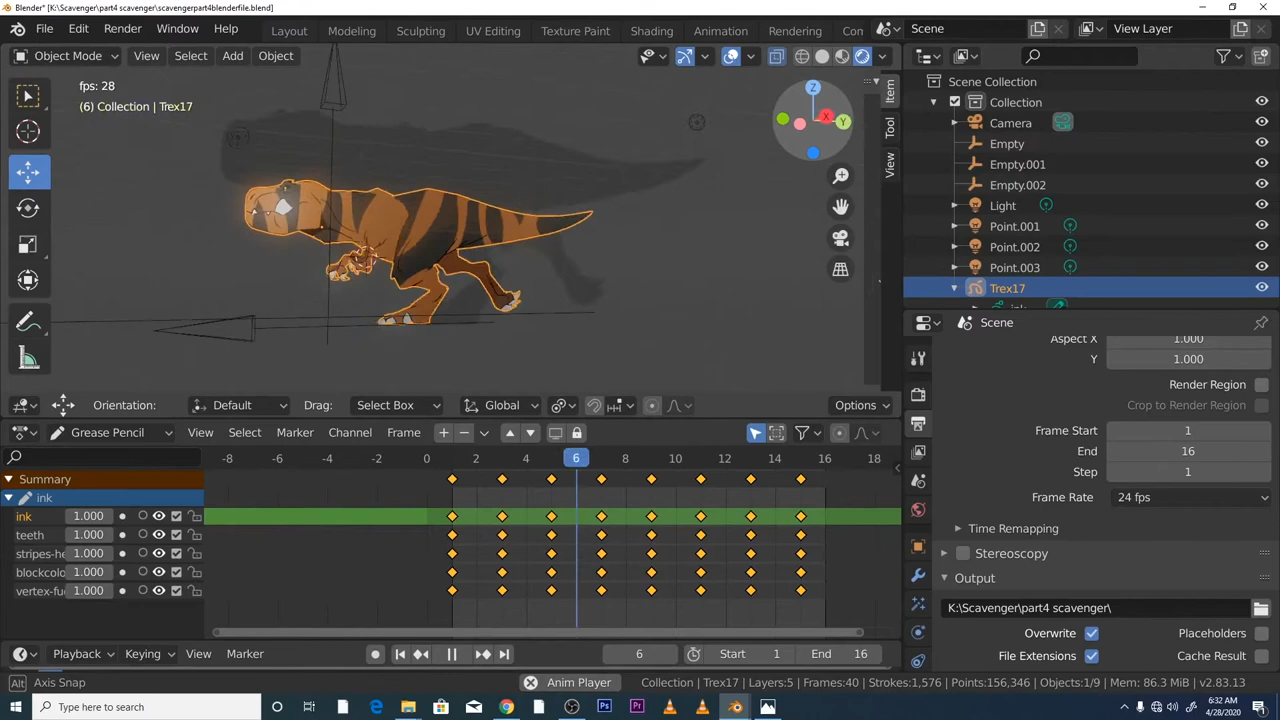 Blender* [K:\Scavenger\part4 scavenger\scavengerpart4blenderfile.blend]
File Edit Render Window Help Layout Modeling Sculpting UV Editing Texture Paint Shading Animation Rendering Com Scene View Layer
Object Mode View Select Add Object
fps: 28
(6) Collection | Trex17
Z
X
Y
Item
Tool
View
Scene Collection
Collection
Camera
Empty
Empty.001
Empty.002
Light
Point.001
Point.002
Point.003
Trex17
Scene
Aspect X 1.000
Y 1.000
Render Region
Crop to Render Region
Frame Start 1
End 16
Step 1
Frame Rate 24 fps
Time Remapping
Stereoscopy
Output
K:\Scavenger\part4 scavenger\
Overwrite Placeholders
File Extensions Cache Result
Orientation: Default Drag: Select Box Global Options
Grease Pencil View Select Marker Channel Frame
-8 -6 -4 -2 0 2 4 6 8 10 12 14 16 18
Summary
ink
ink 1.000
teeth 1.000
stripes-he 1.000
blockcolo 1.000
vertex-fu 1.000
Playback Keying View Marker 6 Start 1 End 16
Alt Axis Snap Anim Player Collection | Trex17 | Layers:5 | Frames:40 | Strokes:1,576 | Points:156,346 | Objects:1/9 | Mem: 86.3 MiB | v2.83.13
Type here to search
6:32 AM
4/28/2020